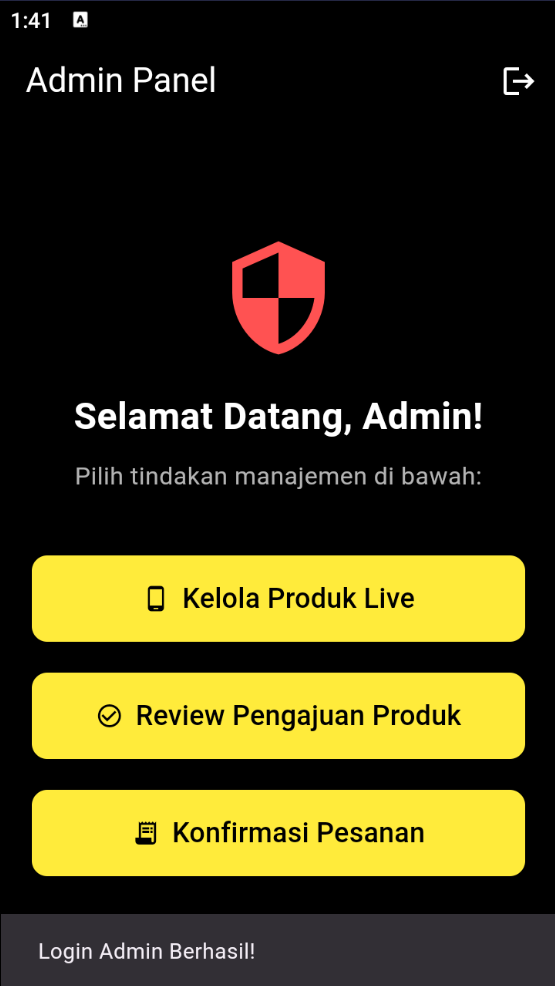 1:41 A
Admin Panel
Selamat Datang, Admin!
Pilih tindakan manajemen di bawah:
Kelola Produk Live
Review Pengajuan Produk
Konfirmasi Pesanan
Login Admin Berhasil!